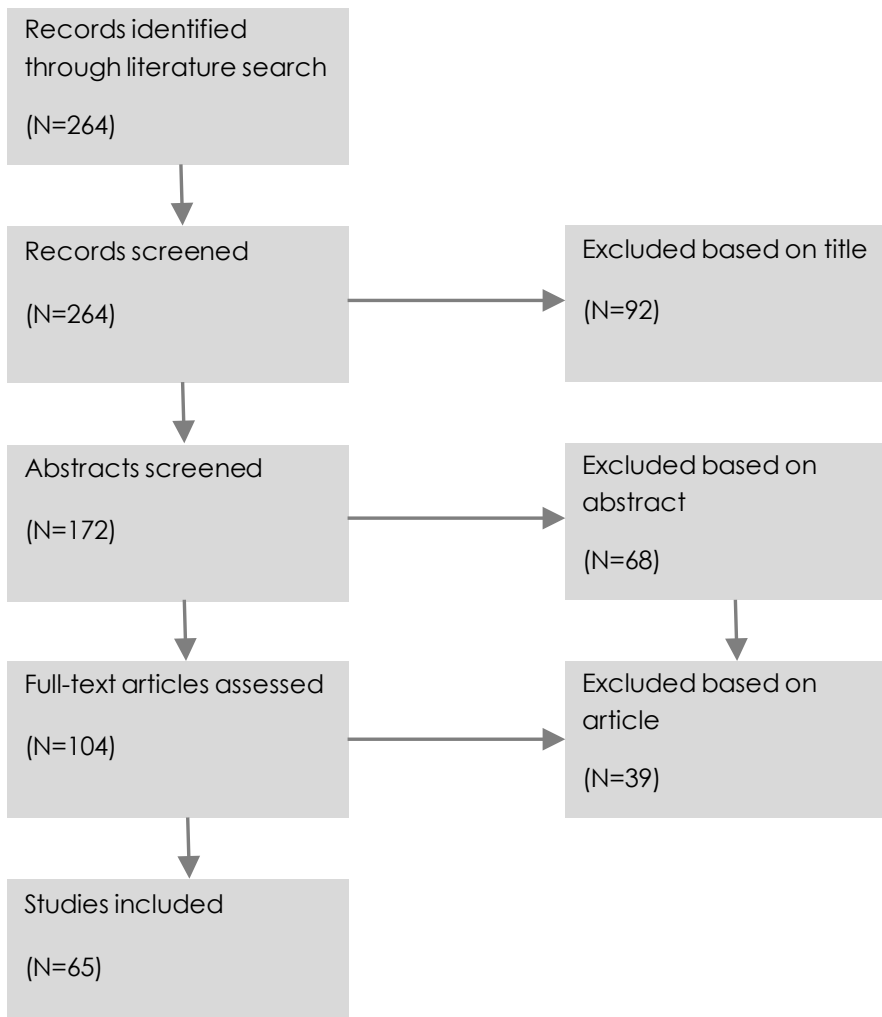 Records identified
through literature search
(N=264)
Records screened
(N=264)
Excluded based on title
(N=92)
Abstracts screened
(N=172)
Excluded based on
abstract
(N=68)
Full-text articles assessed
(N=104)
Excluded based on
article
(N=39)
Studies included
(N=65)